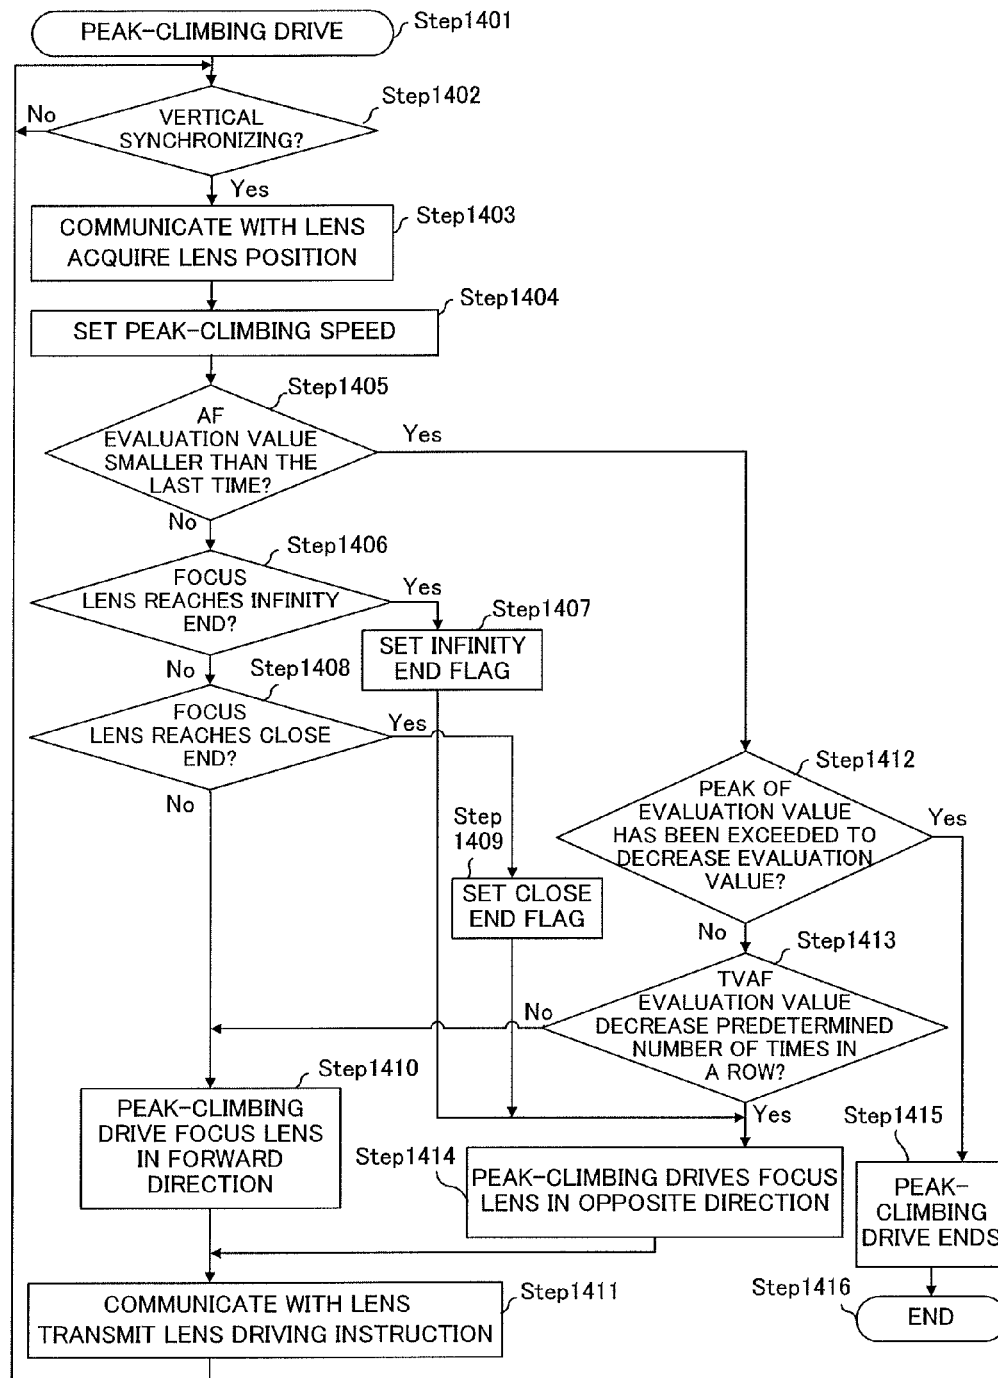 PEAK-CLIMBING DRIVE
Step1401
Step1402
No
VERTICAL
SYNCHRONIZING?
Yes
Step1403
COMMUNICATE WITH LENS
ACQUIRE LENS POSITION
Step1404
SET PEAK-CLIMBING SPEED
Step1405
AF
EVALUATION VALUE
SMALLER THAN THE
LAST TIME?
Yes
No
Step1406
FOCUS
LENS REACHES INFINITY
END?
Yes
Step1407
SET INFINITY
END FLAG
No
Step1408
FOCUS
LENS REACHES CLOSE
END?
Yes
No
Step
1409
SET CLOSE
END FLAG
Step1412
PEAK OF
EVALUATION VALUE
HAS BEEN EXCEEDED TO
DECREASE EVALUATION
VALUE?
Yes
No
Step1413
TVAF
EVALUATION VALUE
DECREASE PREDETERMINED
NUMBER OF TIMES IN
A ROW?
No
Yes
Step1410
PEAK-CLIMBING
DRIVE FOCUS LENS
IN FORWARD
DIRECTION
Step1414
PEAK-CLIMBING DRIVES FOCUS
LENS IN OPPOSITE DIRECTION
Step1415
PEAK-
CLIMBING
DRIVE ENDS
Step1411
COMMUNICATE WITH LENS
TRANSMIT LENS DRIVING INSTRUCTION
Step1416
END